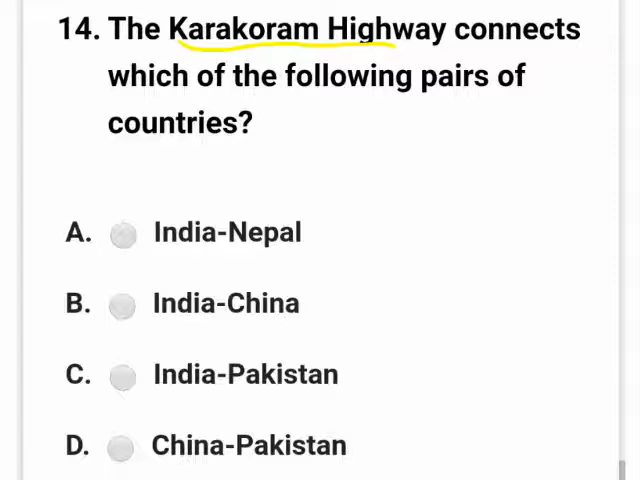 14. The Karakoram Highway connects
which of the following pairs of
countries?
A. India-Nepal
B. India-China
C. India-Pakistan
D. China-Pakistan